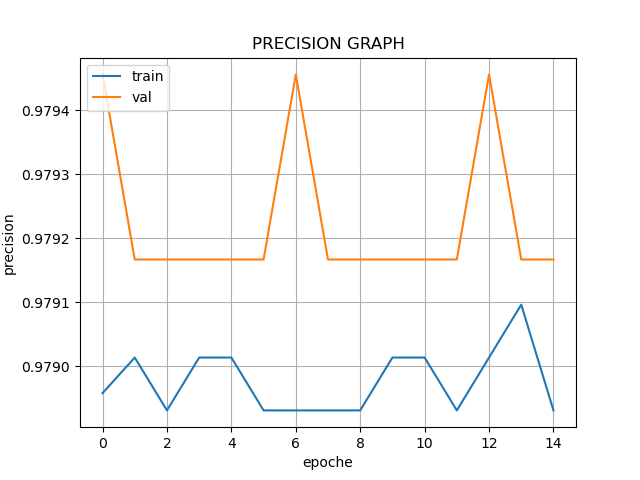 PRECISION GRAPH
train
val
0.9794
0.9793
0.9792
0.9791
0.9790
precision
0 2 4 6 8 10 12 14
epoche